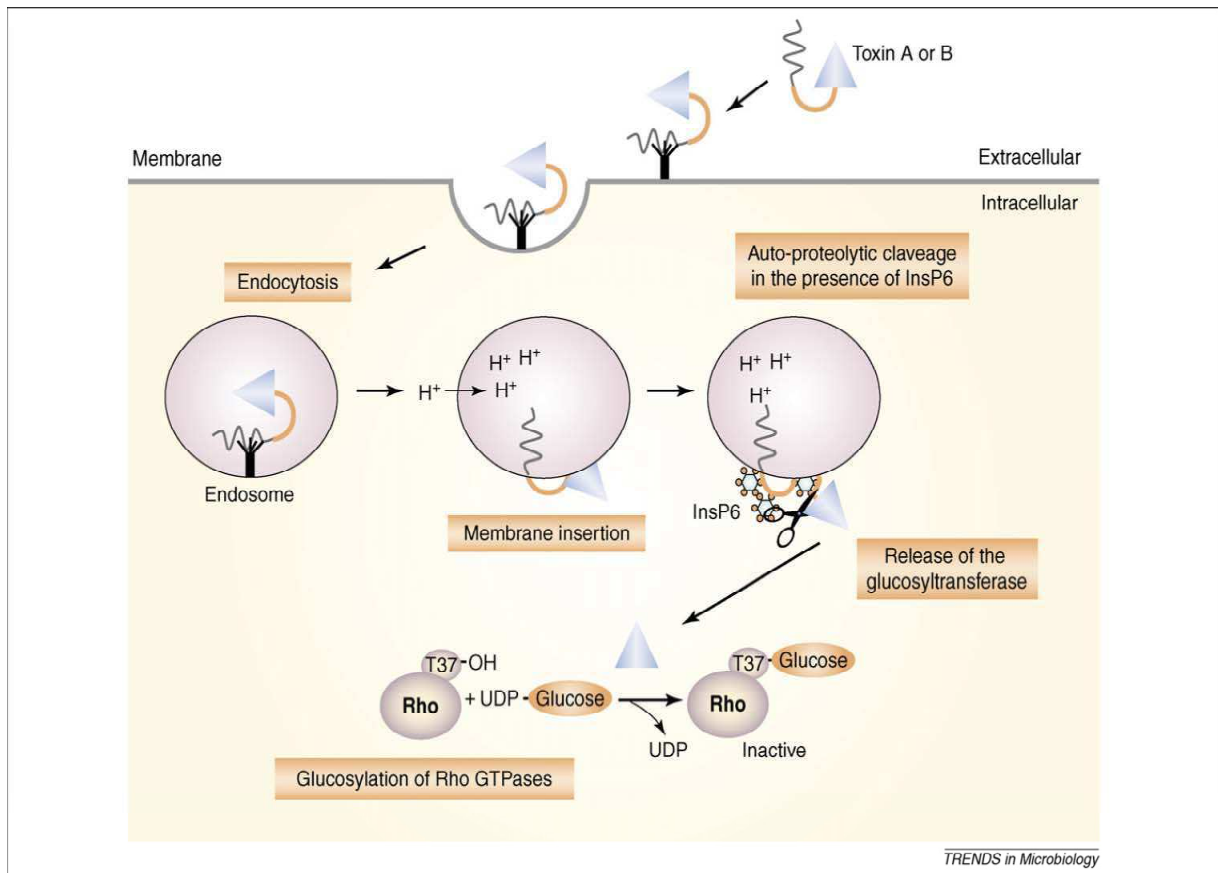 Toxin A or B
Membrane
Extracellular
Intracellular
Endocytosis
Auto-proteolytic claveage
in the presence of InsP6
H+ H+
H+
H+
H+ H+
H+
Endosome
Membrane insertion
InsP6
Release of the
glucosyltransferase
T37-OH
Rho
+ UDP - Glucose
UDP
T37-Glucose
Rho
Inactive
Glucosylation of Rho GTPases
TRENDS in Microbiology